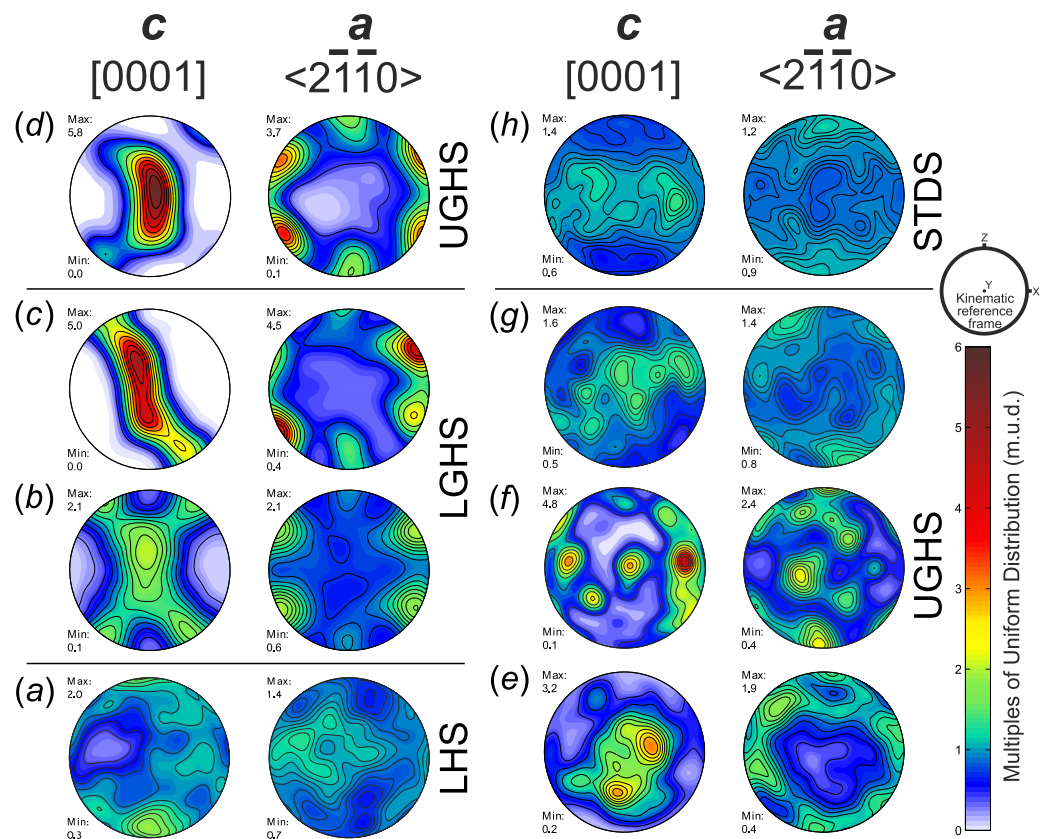 c a c a
[0001] <2110> [0001] <2110>
(d) Max: 5.8 Min: 0.0 Max: 3.7 Min: 0.1 UGHS
(h) Max: 1.4 Min: 0.6 Max: 1.2 Min: 0.9 STDS
(c) Max: 5.0 Min: 0.0 Max: 4.5 Min: 0.4
(g) Max: 1.6 Min: 0.5 Max: 1.4 Min: 0.8
LGHS
(b) Max: 2.1 Min: 0.1 Max: 2.1 Min: 0.6
(f) Max: 4.8 Min: 0.1 Max: 2.4 Min: 0.4
UGHS
(a) Max: 2.0 Min: 0.3 Max: 1.4 Min: 0.7 LHS
(e) Max: 3.2 Min: 0.2 Max: 1.9 Min: 0.4
Z
Y X
Kinematic
reference
frame
6
5
4
3
2
1
0
Multiples of Uniform Distribution (m.u.d.)